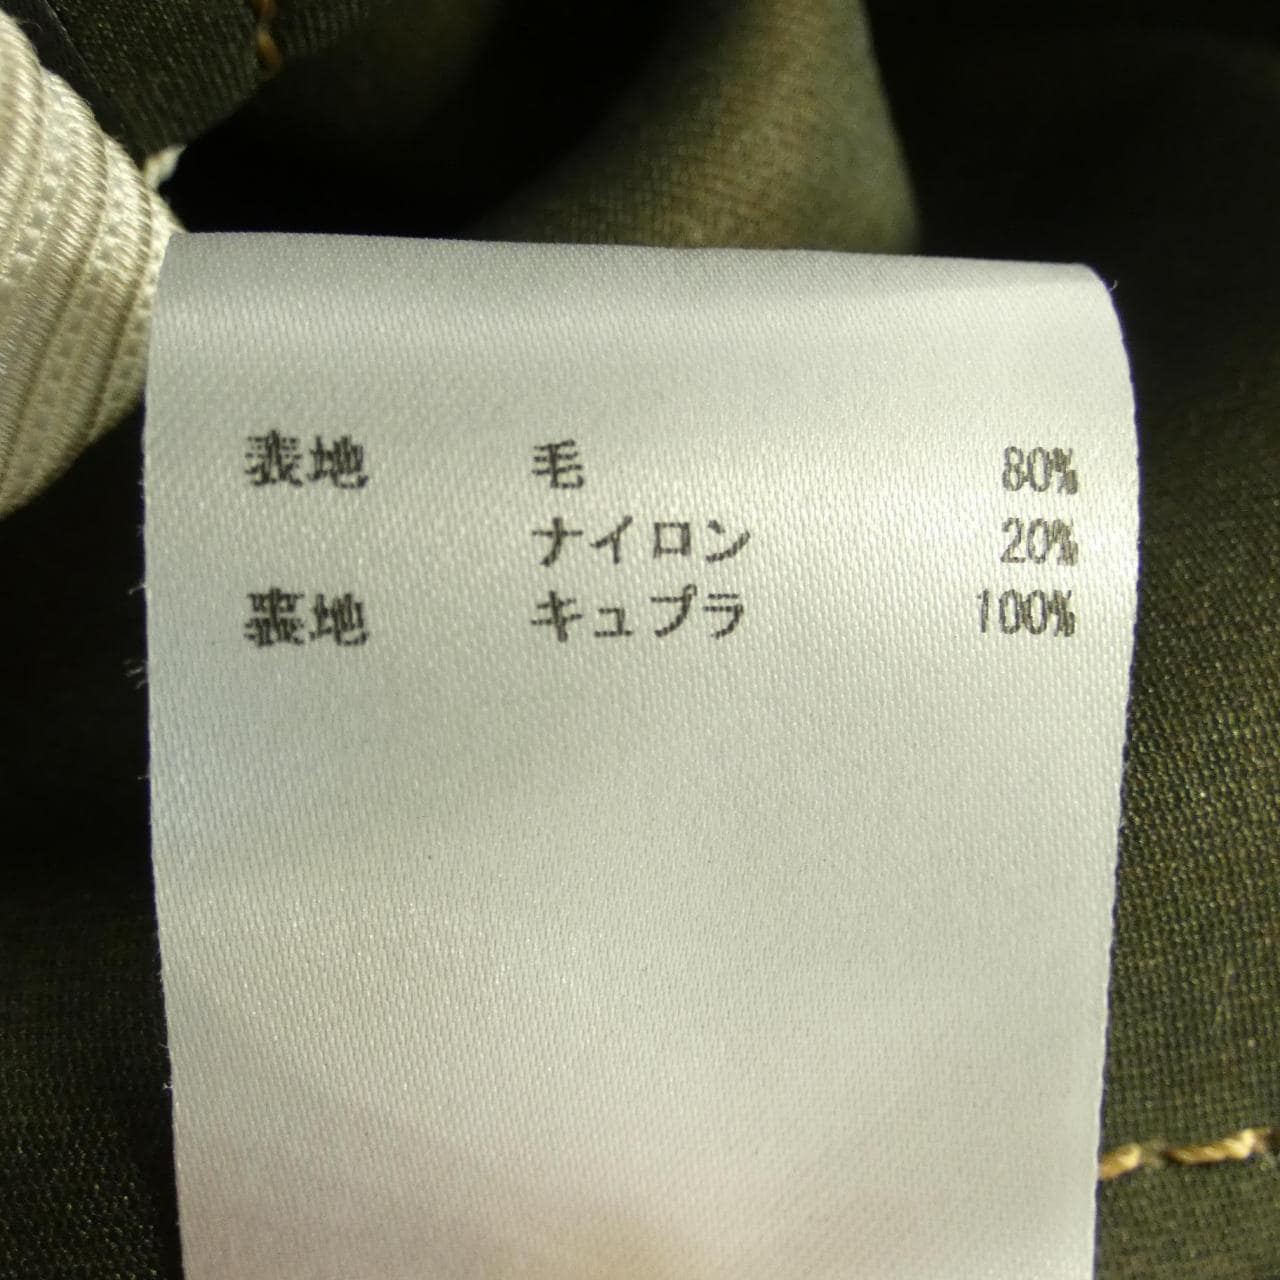 表地 毛 80%
ナイロン 20%
裏地 キュプラ 100%